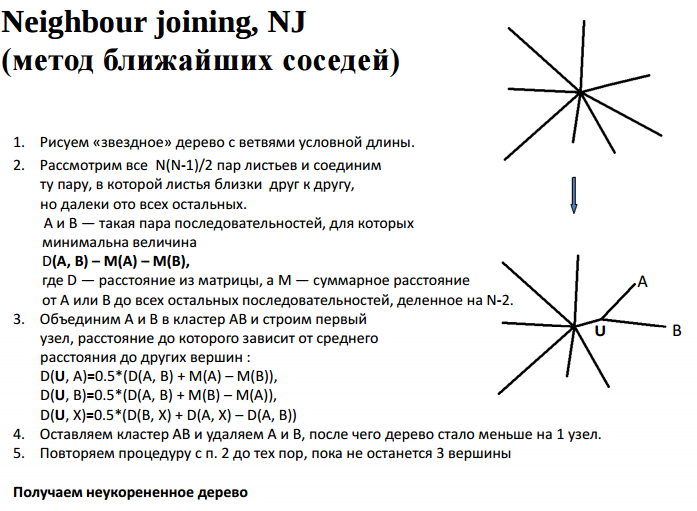 Neighbour joining, NJ
(метод ближайших соседей)
1. Рисуем «звездное» дерево с ветвями условной длины.
2. Рассмотрим все N(N-1)/2 пар листьев и соединим
ту пару, в которой листья близки друг к другу,
но далеки ото всех остальных.
А и В — такая пара последовательностей, для которых
минимальна величина
D(A, B) – M(A) – M(B),
где D — расстояние из матрицы, а M — суммарное расстояние
от А или В до всех остальных последовательностей, деленное на N-2.
3. Объединим А и В в кластер АВ и строим первый
узел, расстояние до которого зависит от среднего
расстояния до других вершин :
D(U, A)=0.5*(D(A, B) + M(A) – M(B)),
D(U, B)=0.5*(D(A, B) + M(B) – M(A)),
D(U, X)=0.5*(D(B, X) + D(A, X) – D(A, B))
4. Оставляем кластер АВ и удаляем А и В, после чего дерево стало меньше на 1 узел.
5. Повторяем процедуру с п. 2 до тех пор, пока не останется 3 вершины
Получаем неукорененное дерево
A
U
B